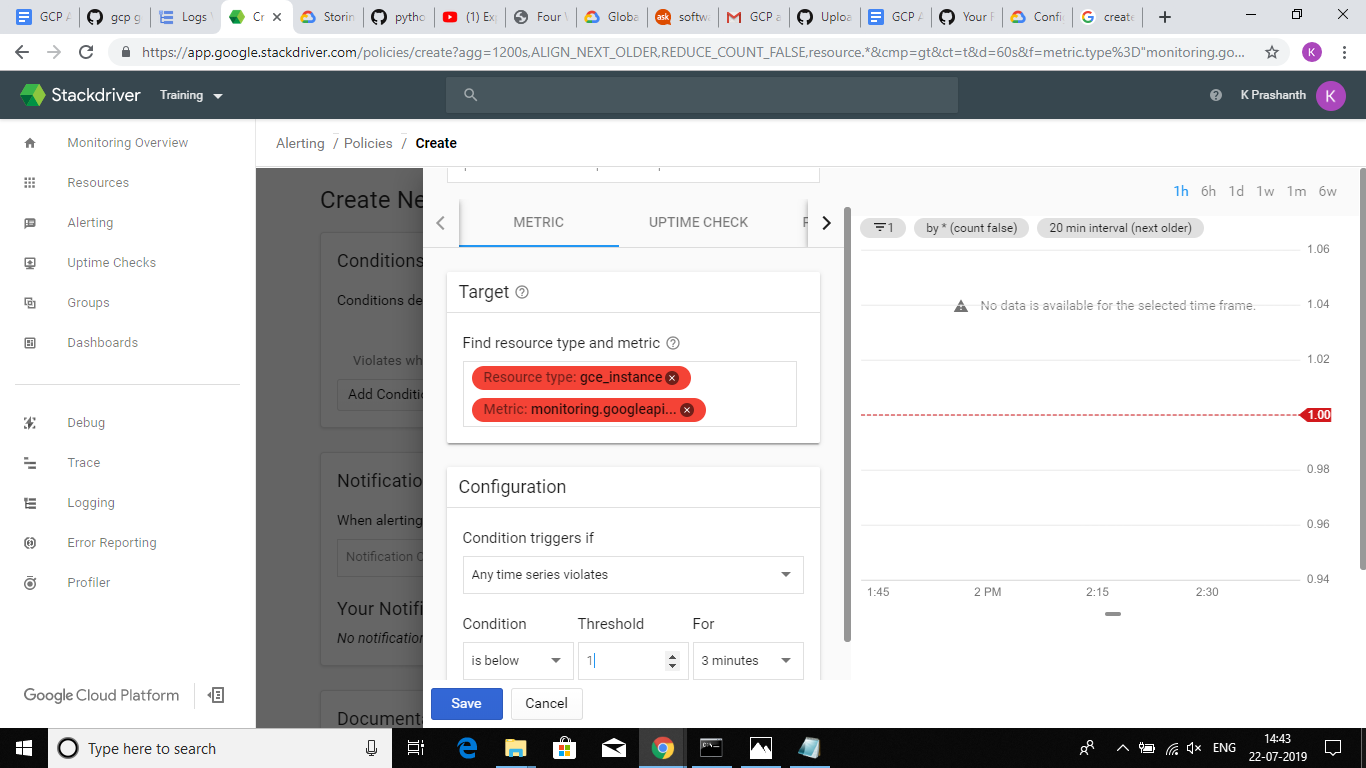 GCP A
gcp g
Logs V
Cr
Storin
pytho
(1) Ex
Four V
Globa
softwa
GCP a
Uploa
GCP A
Your F
Confi
create
https://app.google.stackdriver.com/policies/create?agg=1200s,ALIGN_NEXT_OLDER,REDUCE_COUNT_FALSE,resource.*&cmp=gt&ct=t&d=60s&f=metric.type%3D"monitoring.go...
K
Stackdriver
Training
K Prashanth
K
Monitoring Overview
Resources
Alerting
Uptime Checks
Groups
Dashboards
Debug
Trace
Logging
Error Reporting
Profiler
Google Cloud Platform
Alerting / Policies / Create
Create Ne
Conditions
Conditions de
Violates wh
Add Conditio
Notificatio
When alerting
Notification C
Your Notifi
No notification
Documenta
METRIC
UPTIME CHECK
Target
Find resource type and metric
Resource type: gce_instance
Metric: monitoring.googleapi...
Configuration
Condition triggers if
Any time series violates
Condition
Threshold
For
is below
1
3 minutes
Save
Cancel
1h 6h 1d 1w 1m 6w
1
by * (count false)
20 min interval (next older)
No data is available for the selected time frame.
1.06
1.04
1.02
1.00
0.98
0.96
0.94
1:45
2 PM
2:15
2:30
Type here to search
ENG
14:43
22-07-2019